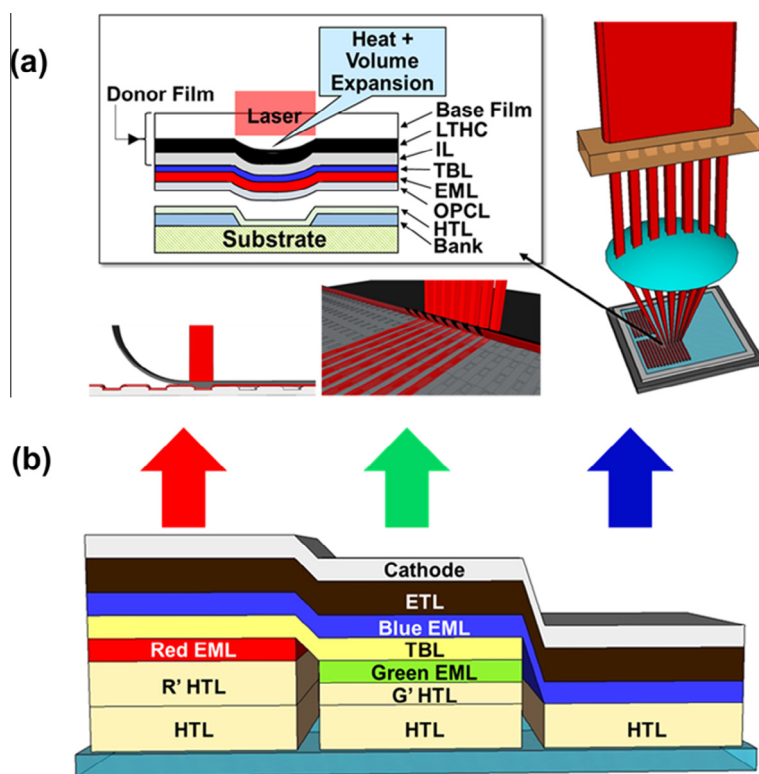 (a)
Heat +
Volume
Expansion
Donor Film
Laser
Base Film
LTHC
IL
TBL
EML
OPCL
HTL
Bank
Substrate
(b)
Cathode
ETL
Blue EML
Red EML
TBL
Green EML
R' HTL
G' HTL
HTL
HTL
HTL